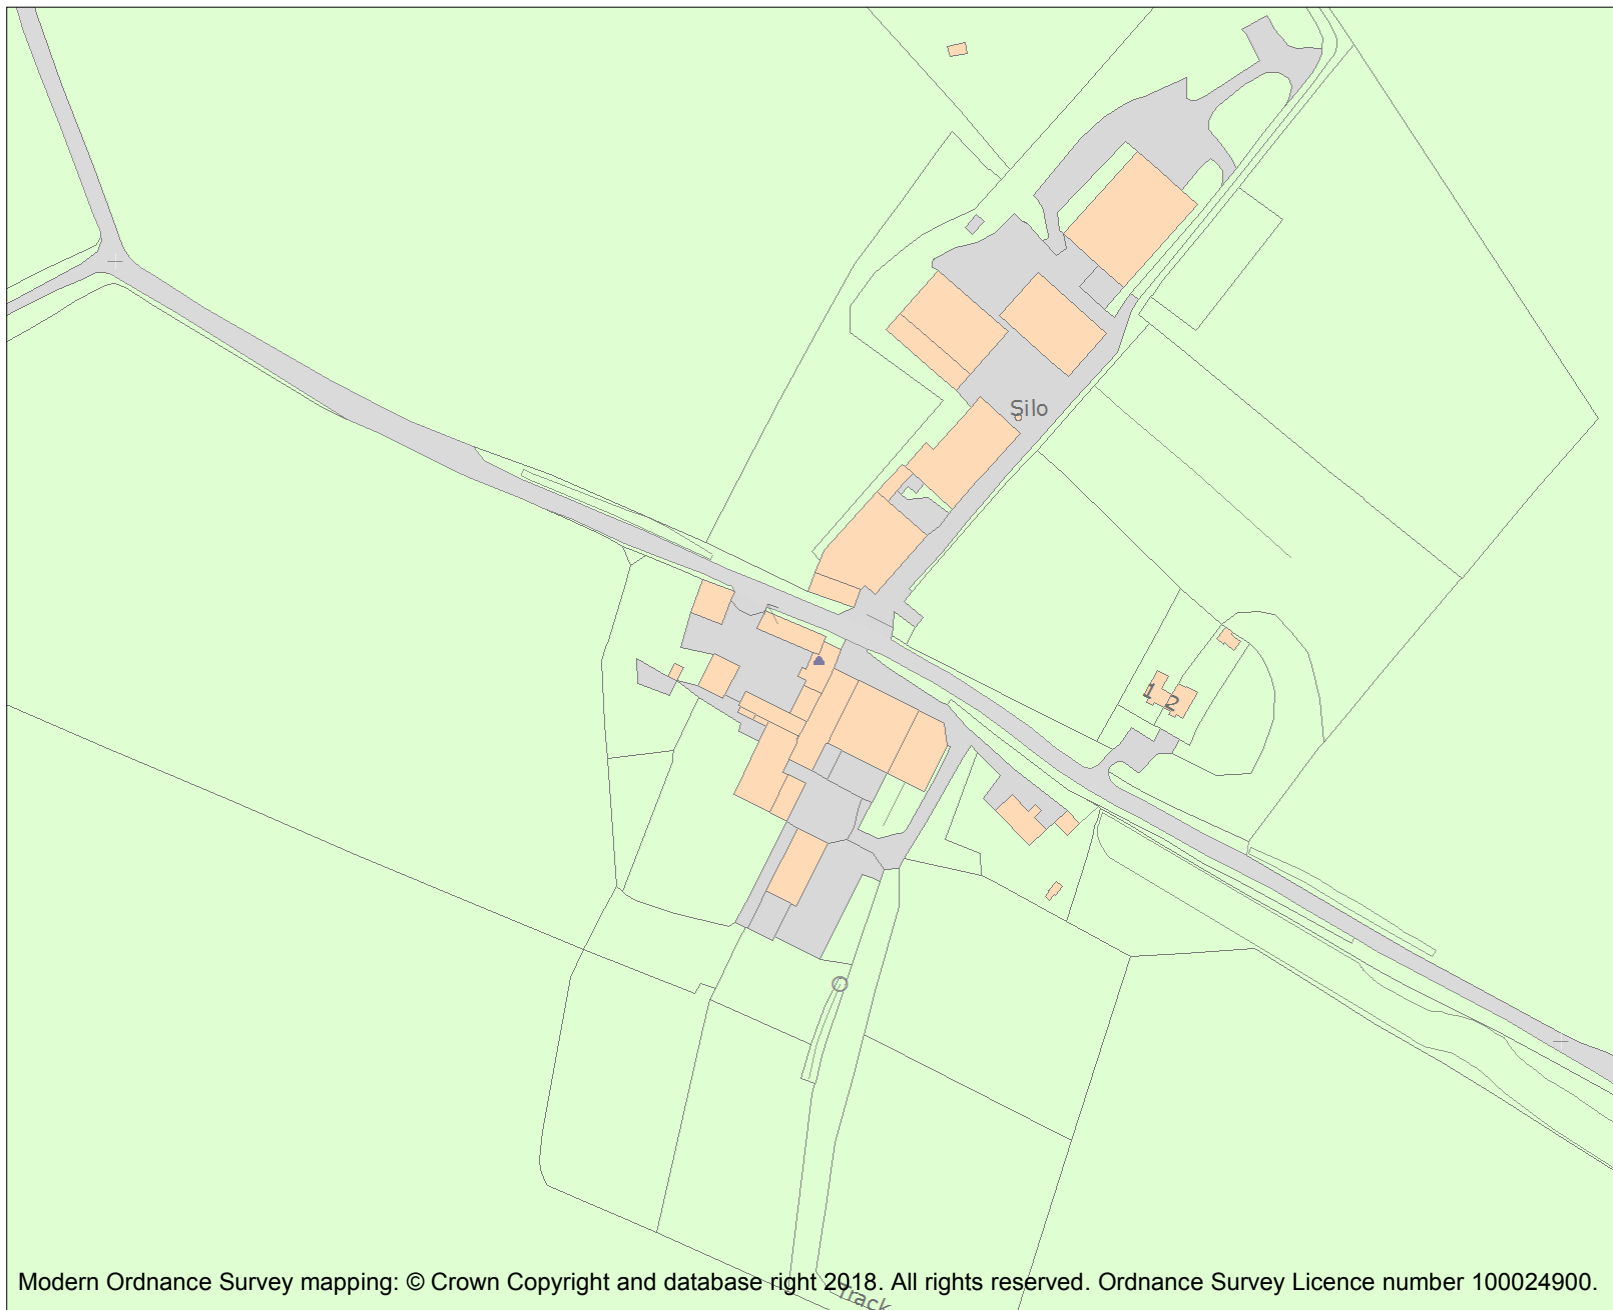 Silo
1
2
Track
Modern Ordnance Survey mapping: © Crown Copyright and database right 2018. All rights reserved. Ordnance Survey Licence number 100024900.